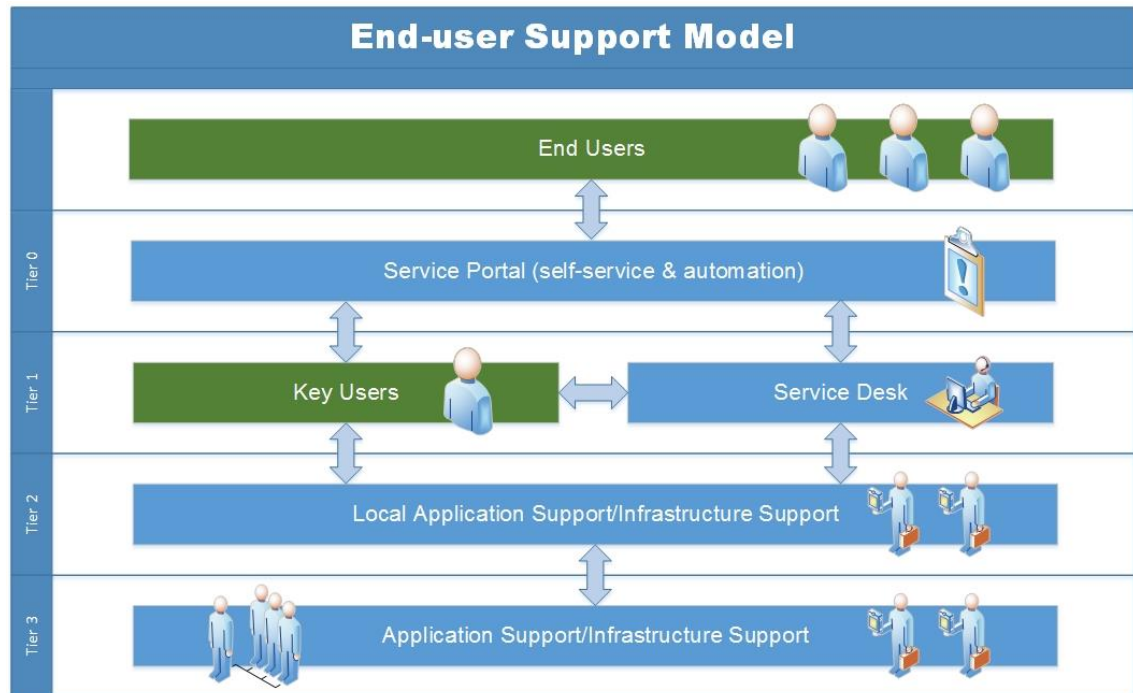 End-user Support Model
End Users
Tier 0
Service Portal (self-service & automation)
Tier 1
Key Users
Service Desk
Tier 2
Local Application Support/Infrastructure Support
Tier 3
Application Support/Infrastructure Support